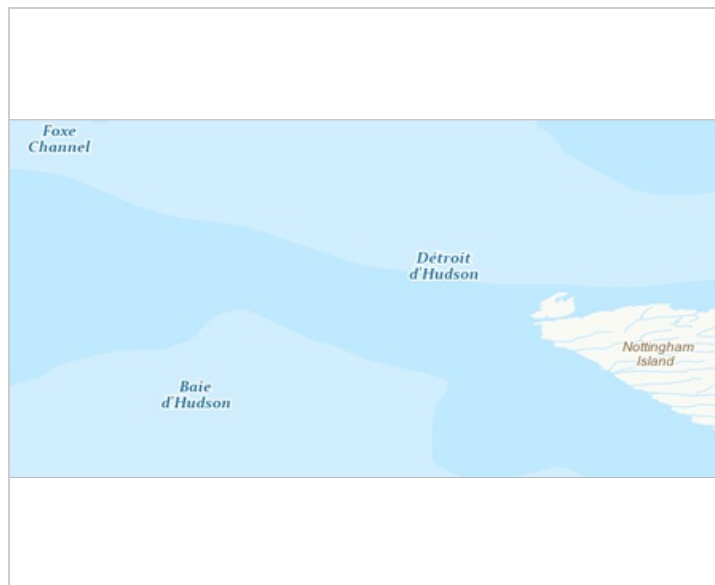 Foxe
Channel
Détroit
d'Hudson
Nottingham
Island
Baie
d'Hudson